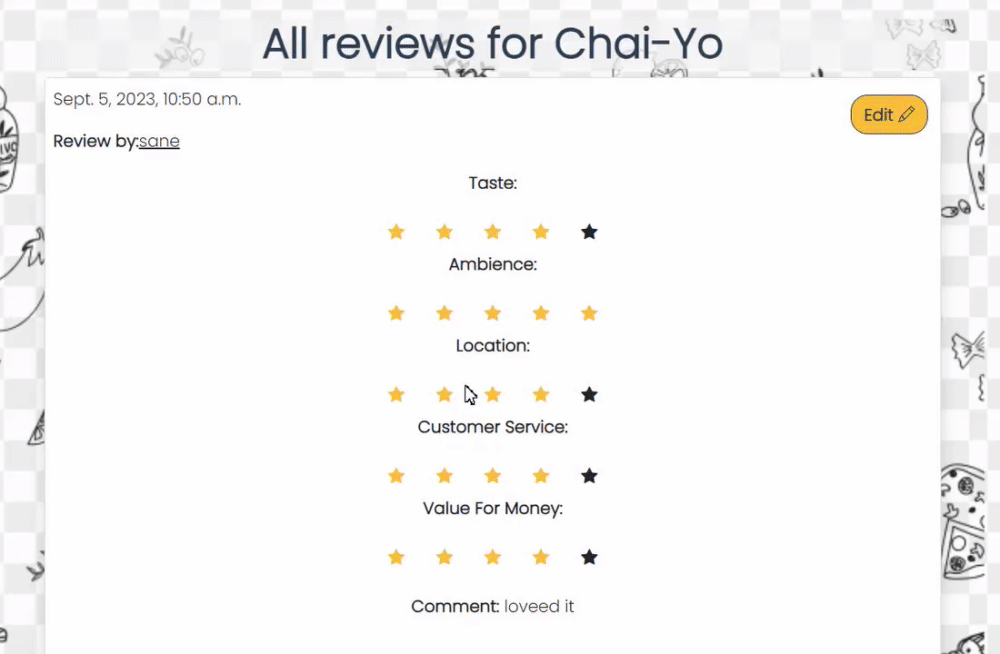 All reviews for Chai-Yo
Sept. 5, 2023, 10:50 a.m.
Edit
Review by:sane
Taste:
Ambience:
Location:
Customer Service:
Value For Money:
Comment: loveed it